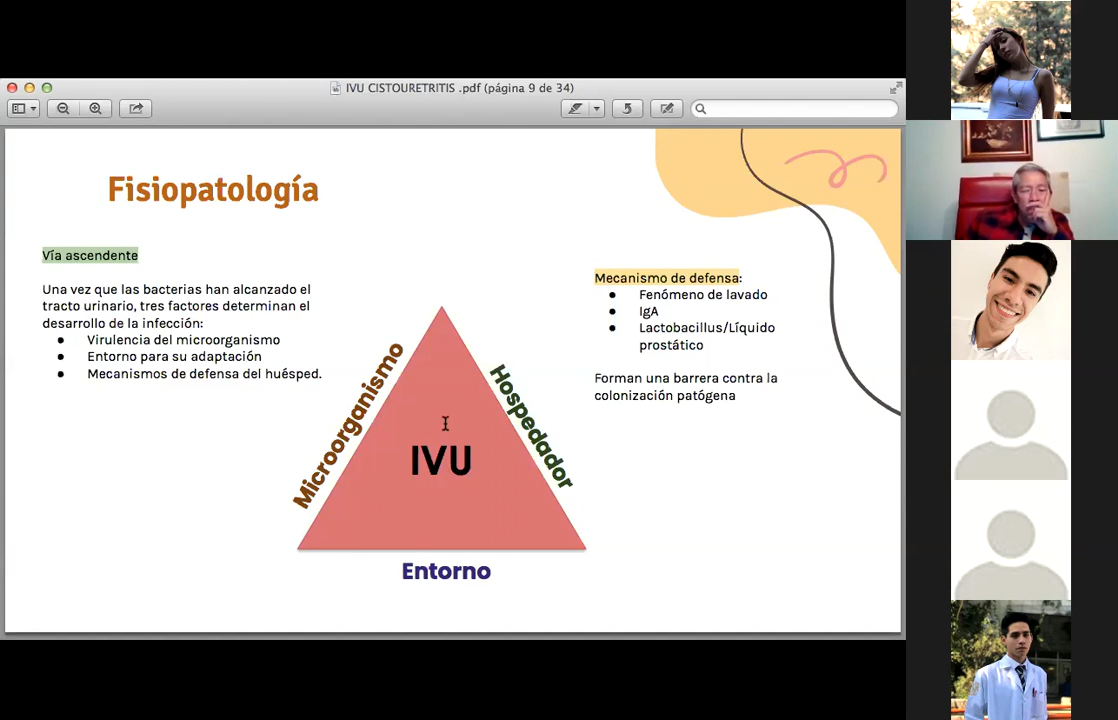 IVU CISTOURETRITIS .pdf (página 9 de 34)
Fisiopatología
Vía ascendente
Una vez que las bacterias han alcanzado el
tracto urinario, tres factores determinan el
desarrollo de la infección:
● Virulencia del microorganismo
● Entorno para su adaptación
● Mecanismos de defensa del huésped.
Microorganismo
IVU
Hospedador
Entorno
Mecanismo de defensa:
● Fenómeno de lavado
● IgA
● Lactobacillus/Líquido
prostático
Forman una barrera contra la
colonización patógena